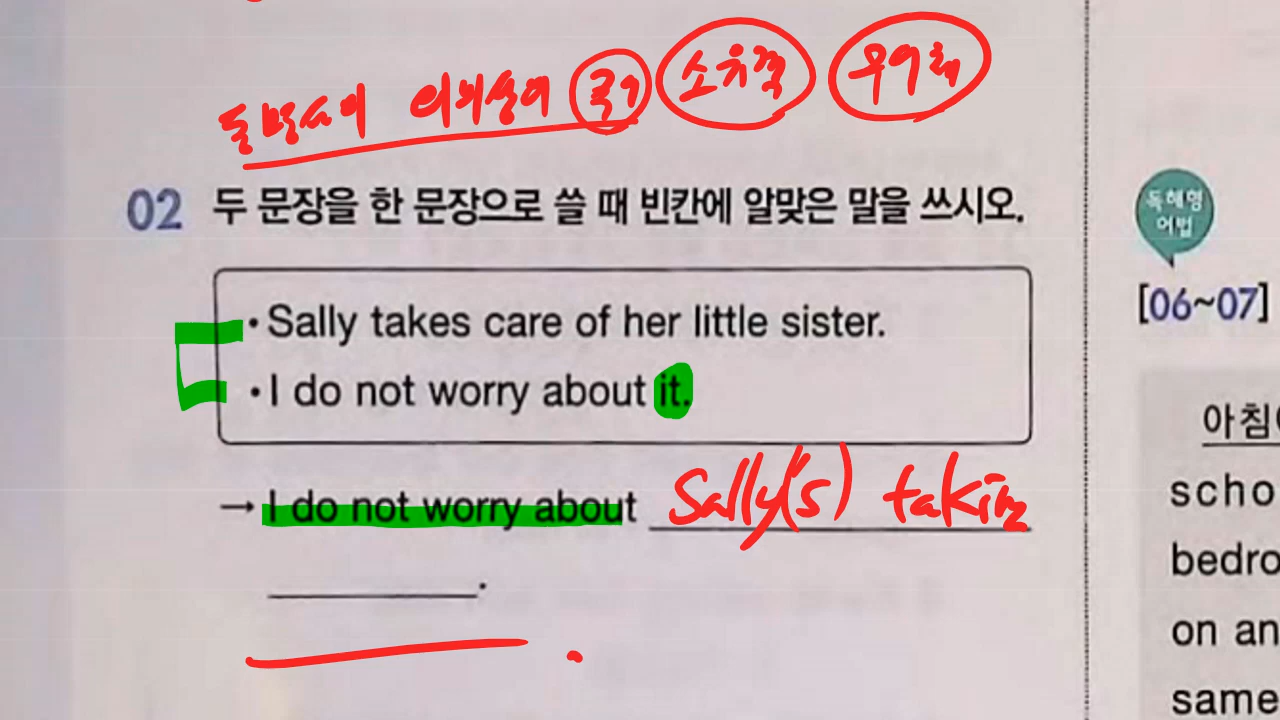 동명사의 의미상의 주어 소유격 목적격
02 두 문장을 한 문장으로 쓸 때 빈칸에 알맞은 말을 쓰시오.
• Sally takes care of her little sister.
• I do not worry about it.
→ I do not worry about Sally(s) takin
.
독해형
어법
[06~07]
아침
scho
bedro
on an
same